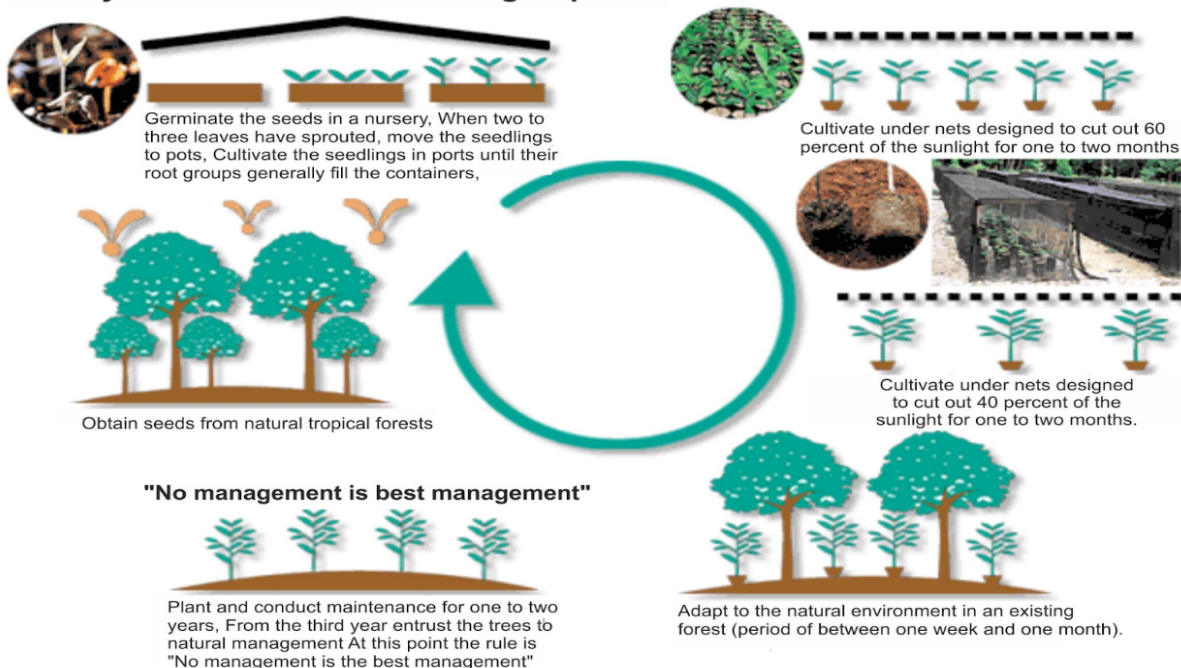 Germinate the seeds in a nursery, When two to
three leaves have sprouted, move the seedlings
to pots, Cultivate the seedlings in ports until their
root groups generally fill the containers,
Cultivate under nets designed to cut out 60
percent of the sunlight for one to two months
Cultivate under nets designed
to cut out 40 percent of the
sunlight for one to two months.
Adapt to the natural environment in an existing
forest (period of between one week and one month).
"No management is best management"
Plant and conduct maintenance for one to two
years, From the third year entrust the trees to
natural management At this point the rule is
"No management is the best management"
Obtain seeds from natural tropical forests